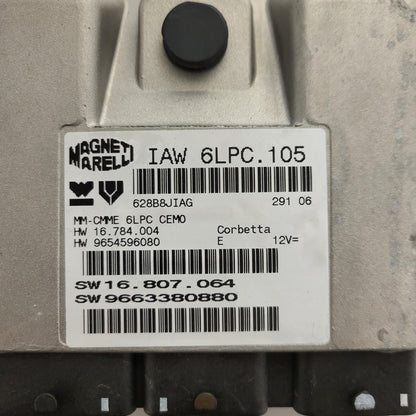 MAGNETI MARELLI
IAW 6LPC.105
628B8JIAG 291 06
MM-CMME 6LPC CEMO
HW 16.784.004 Corbetta
HW 9654596080 E 12V=
SW16.807.064
SW9663380880